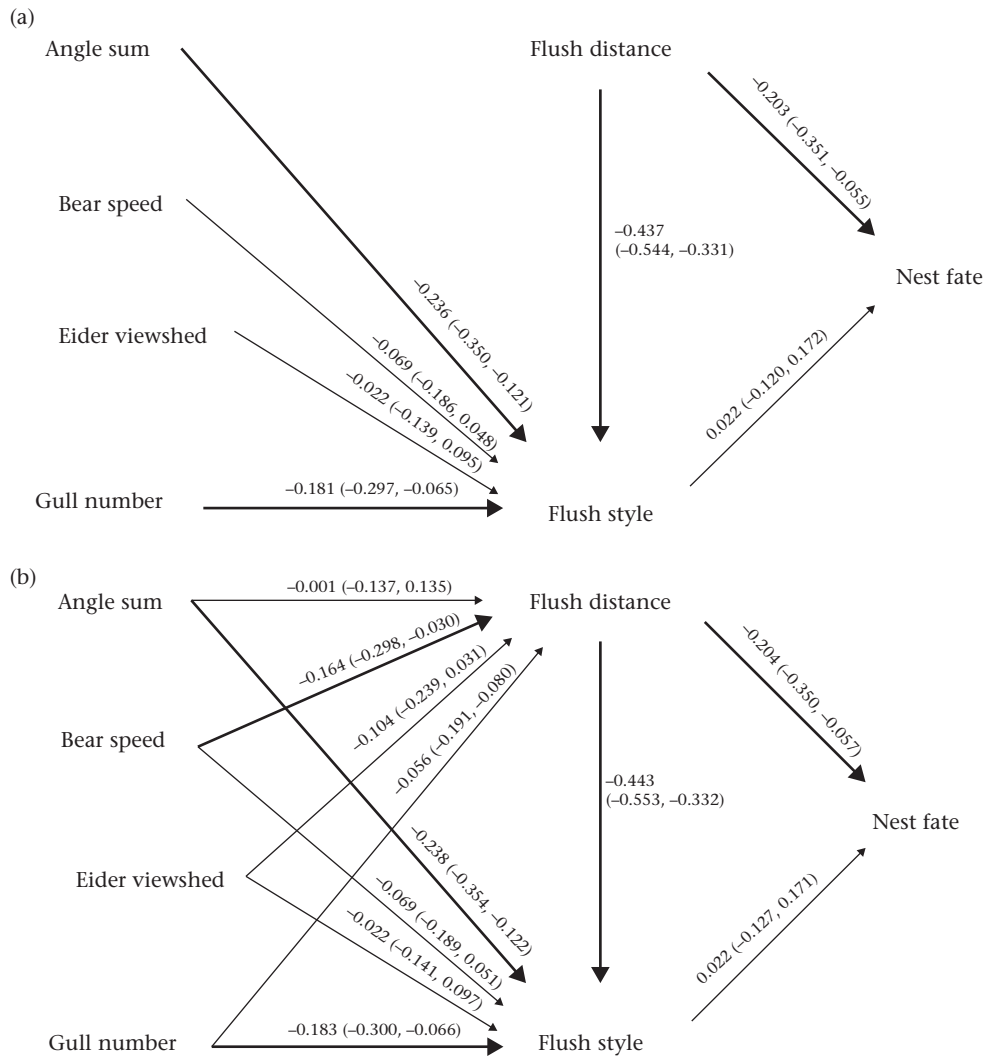 (a)
Angle sum
Flush distance
–0.203 (–0.351, –0.055)
Bear speed
–0.437
(–0.544, –0.331)
Nest fate
–0.236 (–0.350, –0.121)
Eider viewshed
–0.069 (–0.186, 0.048)
–0.022 (–0.139, 0.095)
0.022 (–0.120, 0.172)
Gull number
–0.181 (–0.297, –0.065)
Flush style
(b)
Angle sum
–0.001 (–0.137, 0.135)
Flush distance
–0.164 (–0.298, –0.030)
–0.204 (–0.350, –0.057)
–0.104 (–0.239, 0.031)
Bear speed
–0.056 (–0.191, –0.080)
–0.443
(–0.553, –0.332)
Nest fate
–0.238 (–0.354, –0.122)
Eider viewshed
–0.069 (–0.189, 0.051)
–0.022 (–0.141, 0.097)
0.022 (–0.127, 0.171)
Gull number
–0.183 (–0.300, –0.066)
Flush style